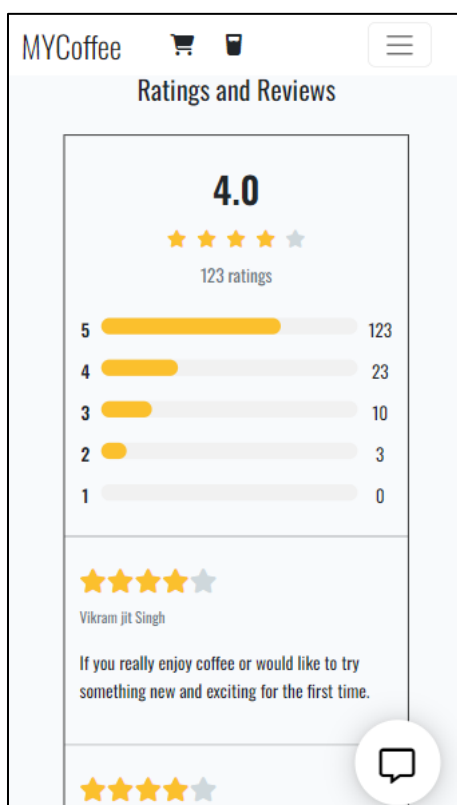 MYCoffee
Ratings and Reviews
4.0
123 ratings
5 123
4 23
3 10
2 3
1 0
Vikram jit Singh
If you really enjoy coffee or would like to try
something new and exciting for the first time.